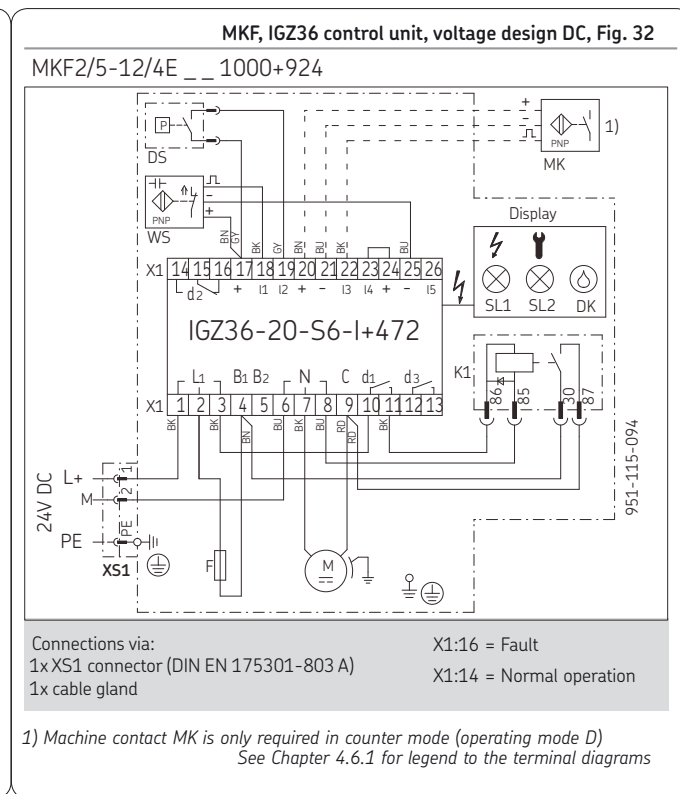 MKF, IGZ36 control unit, voltage design DC, Fig. 32
MKF2/5-12/4E _ _ 1000+924
P
DS
+
-
PNP
MK
1)
PNP
WS
+
-
BN
GY
BK
GY
BN
BU
BK
BU
Display
SL1
SL2
DK
X1
14 15 16 17 18 19 20 21 22 23 24 25 26
d2
+ I1 I2 + - I3 I4 + - I5
IGZ36-20-S6-I+472
L1 B1 B2 N C d1 d3
X1
1 2 3 4 5 6 7 8 9 10 11 12 13
BK
BK
BN
BU
BK
BU
RD
RD
BK
K1
86
85
30
87
951-115-094
24V DC
L+
M
PE
1
2
PE
XS1
F
M
Connections via:
1x XS1 connector (DIN EN 175301-803 A)
1x cable gland
X1:16 = Fault
X1:14 = Normal operation
1) Machine contact MK is only required in counter mode (operating mode D)
See Chapter 4.6.1 for legend to the terminal diagrams